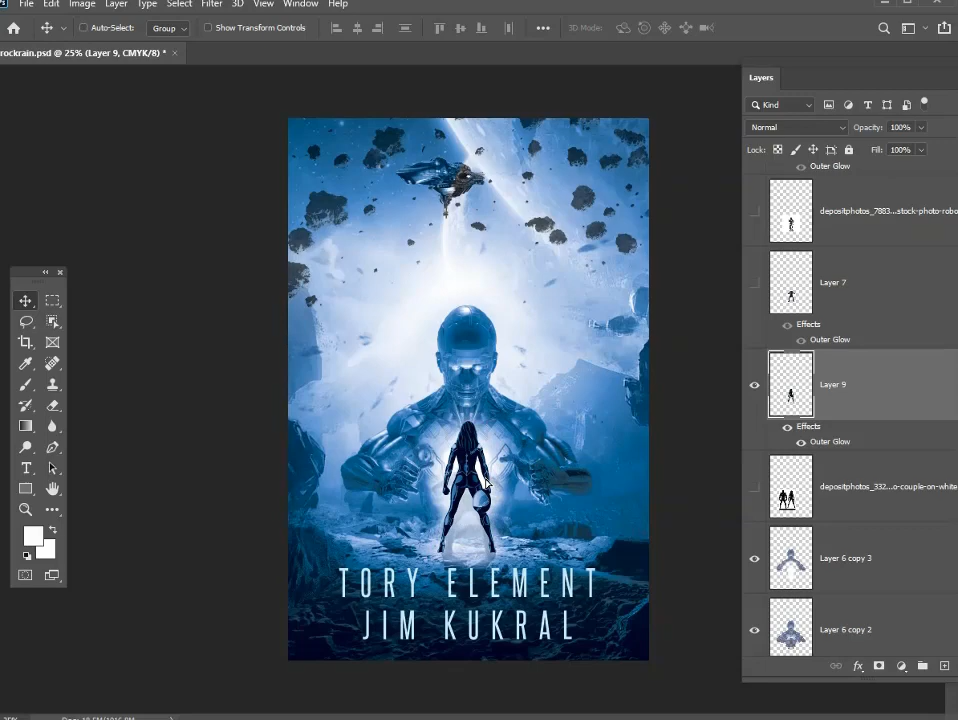 File Edit Image Layer Type Select Filter 3D View Window Help
Auto-Select: Group Show Transform Controls 3D Mode:
rockrain.psd @ 25% (Layer 9, CMYK/8) * ×
Layers
Kind
Normal Opacity: 100%
Lock: Fill: 100%
Outer Glow
depositphotos_7883...stock-photo-robo
Layer 7
Effects
Outer Glow
Layer 9
Effects
Outer Glow
depositphotos_332...o-couple-on-white
Layer 6 copy 3
Layer 6 copy 2
TORY ELEMENT
JIM KUKRAL